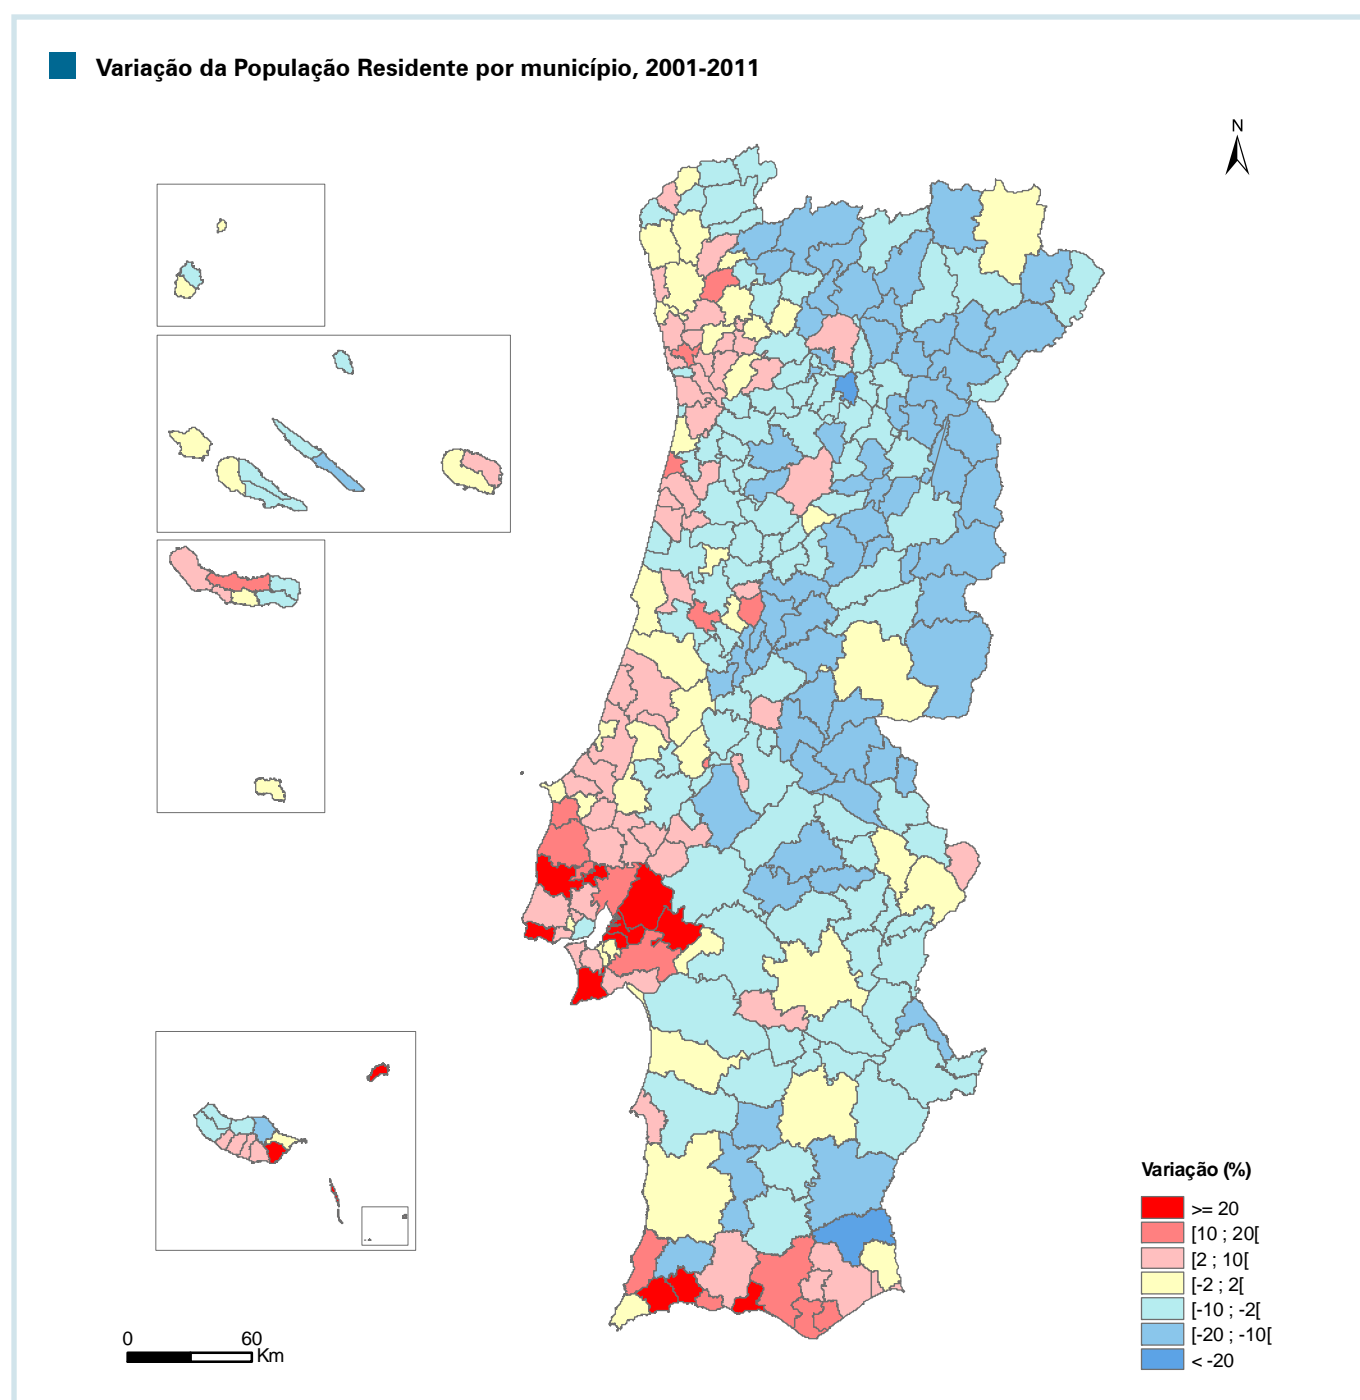 Variação da População Residente por município, 2001-2011
N
Variação (%)
>= 20
[10 ; 20[
[2 ; 10[
[-2 ; 2[
[-10 ; -2[
[-20 ; -10[
< -20
0 60
Km